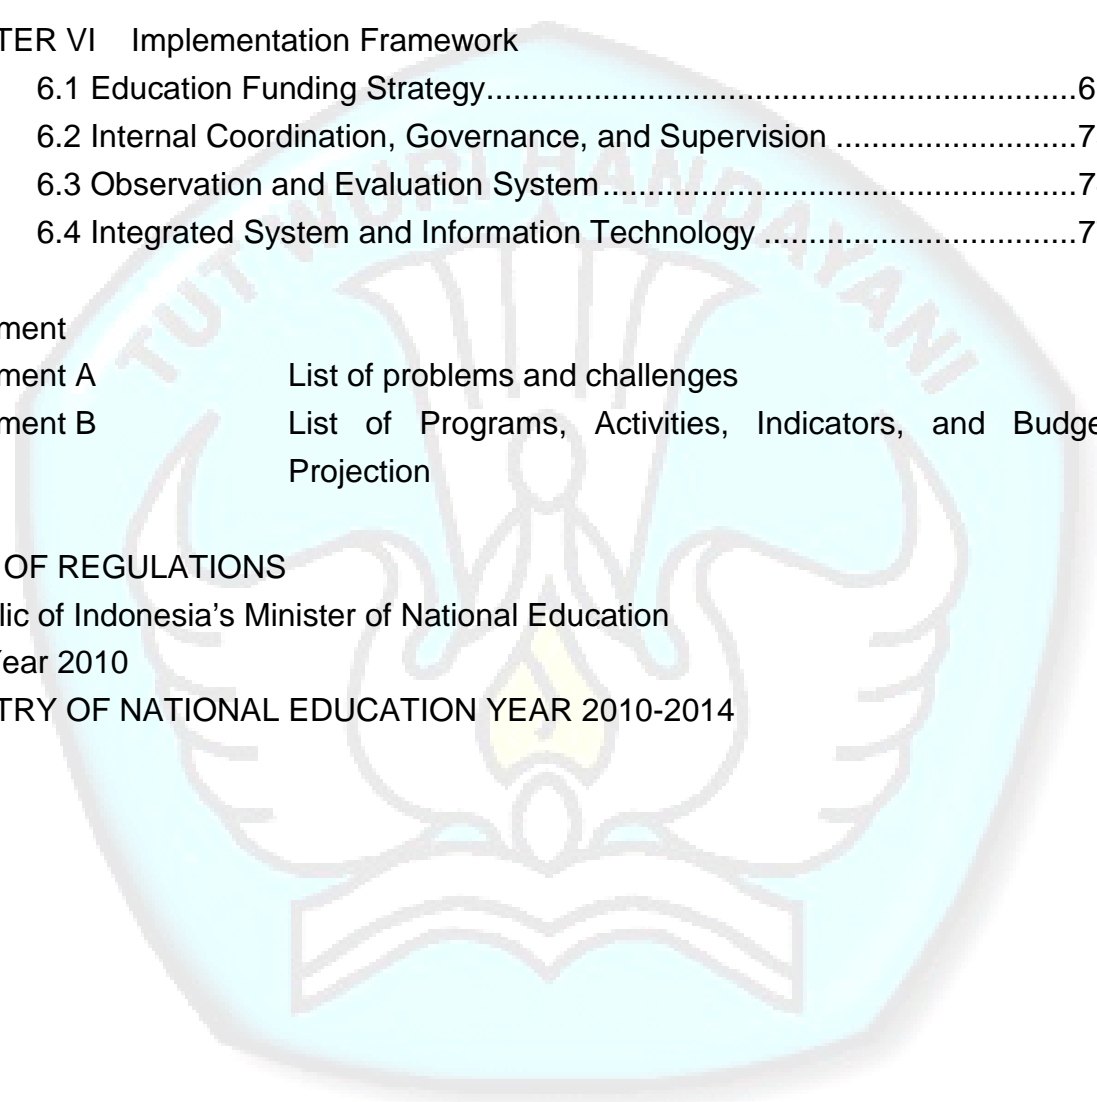 TER VI Implementation Framework
6.1 Education Funding Strategy..................................................................6
6.2 Internal Coordination, Governance, and Supervision ...........................7
6.3 Observation and Evaluation System.....................................................7
6.4 Integrated System and Information Technology ...................................7
ment
ment A List of problems and challenges
ment B List of Programs, Activities, Indicators, and Budge
Projection
OF REGULATIONS
lic of Indonesia's Minister of National Education
Year 2010
TRY OF NATIONAL EDUCATION YEAR 2010-2014
TUT WURI HANDAYANI